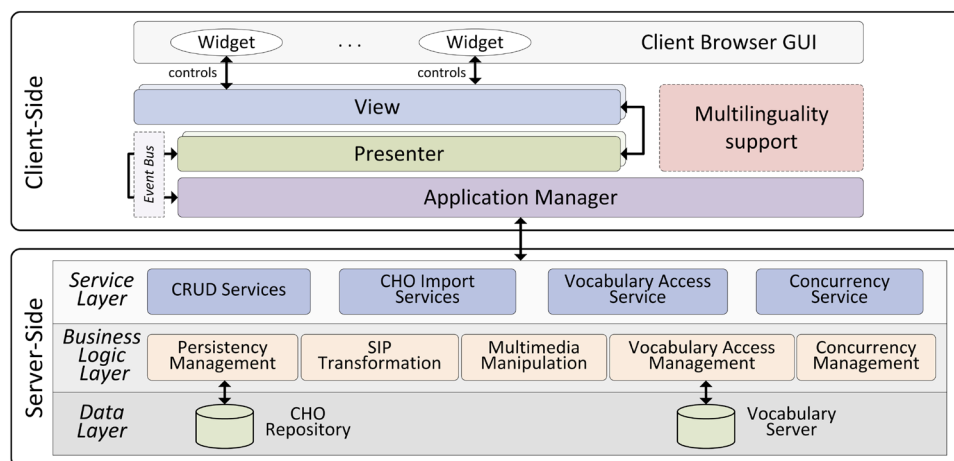 Client-Side
Widget
. . .
Widget
Client Browser GUI
controls
controls
View
Multilinguality
support
Event Bus
Presenter
Application Manager
Server-Side
Service
Layer
CRUD Services
CHO Import
Services
Vocabulary Access
Service
Concurrency
Service
Business
Logic
Layer
Persistency
Management
SIP
Transformation
Multimedia
Manipulation
Vocabulary Access
Management
Concurrency
Management
Data
Layer
CHO
Repository
Vocabulary
Server